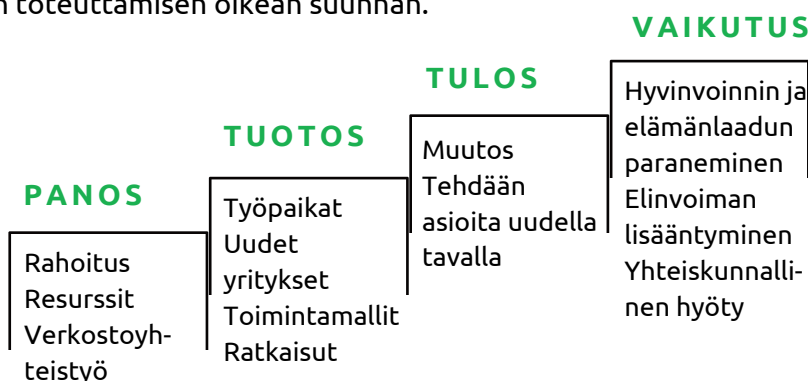 n toteuttamisen oikean suunnan.
PANOS
Rahoitus
Resurssit
Verkostoyh-
teistyö
TUOTOS
Työpaikat
Uudet
yritykset
Toimintamallit
Ratkaisut
TULOS
Muutos
Tehdään
asioita uudella
tavalla
VAIKUTUS
Hyvinvoinnin ja
elämänlaadun
paraneminen
Elinvoiman
lisääntyminen
Yhteiskunnalli-
nen hyöty